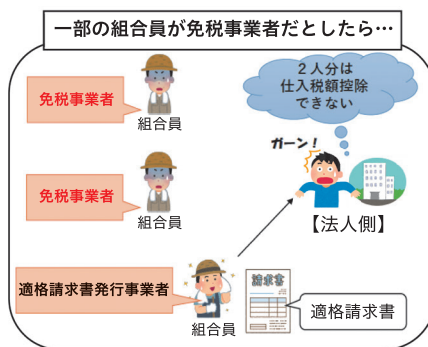 一部の組合員が免税事業者だとしたら…
免税事業者
組合員
２人分は
仕入税額控除
できない
ガーン！
免税事業者
組合員
【法人側】
適格請求書発行事業者
組合員
請求書
適格請求書